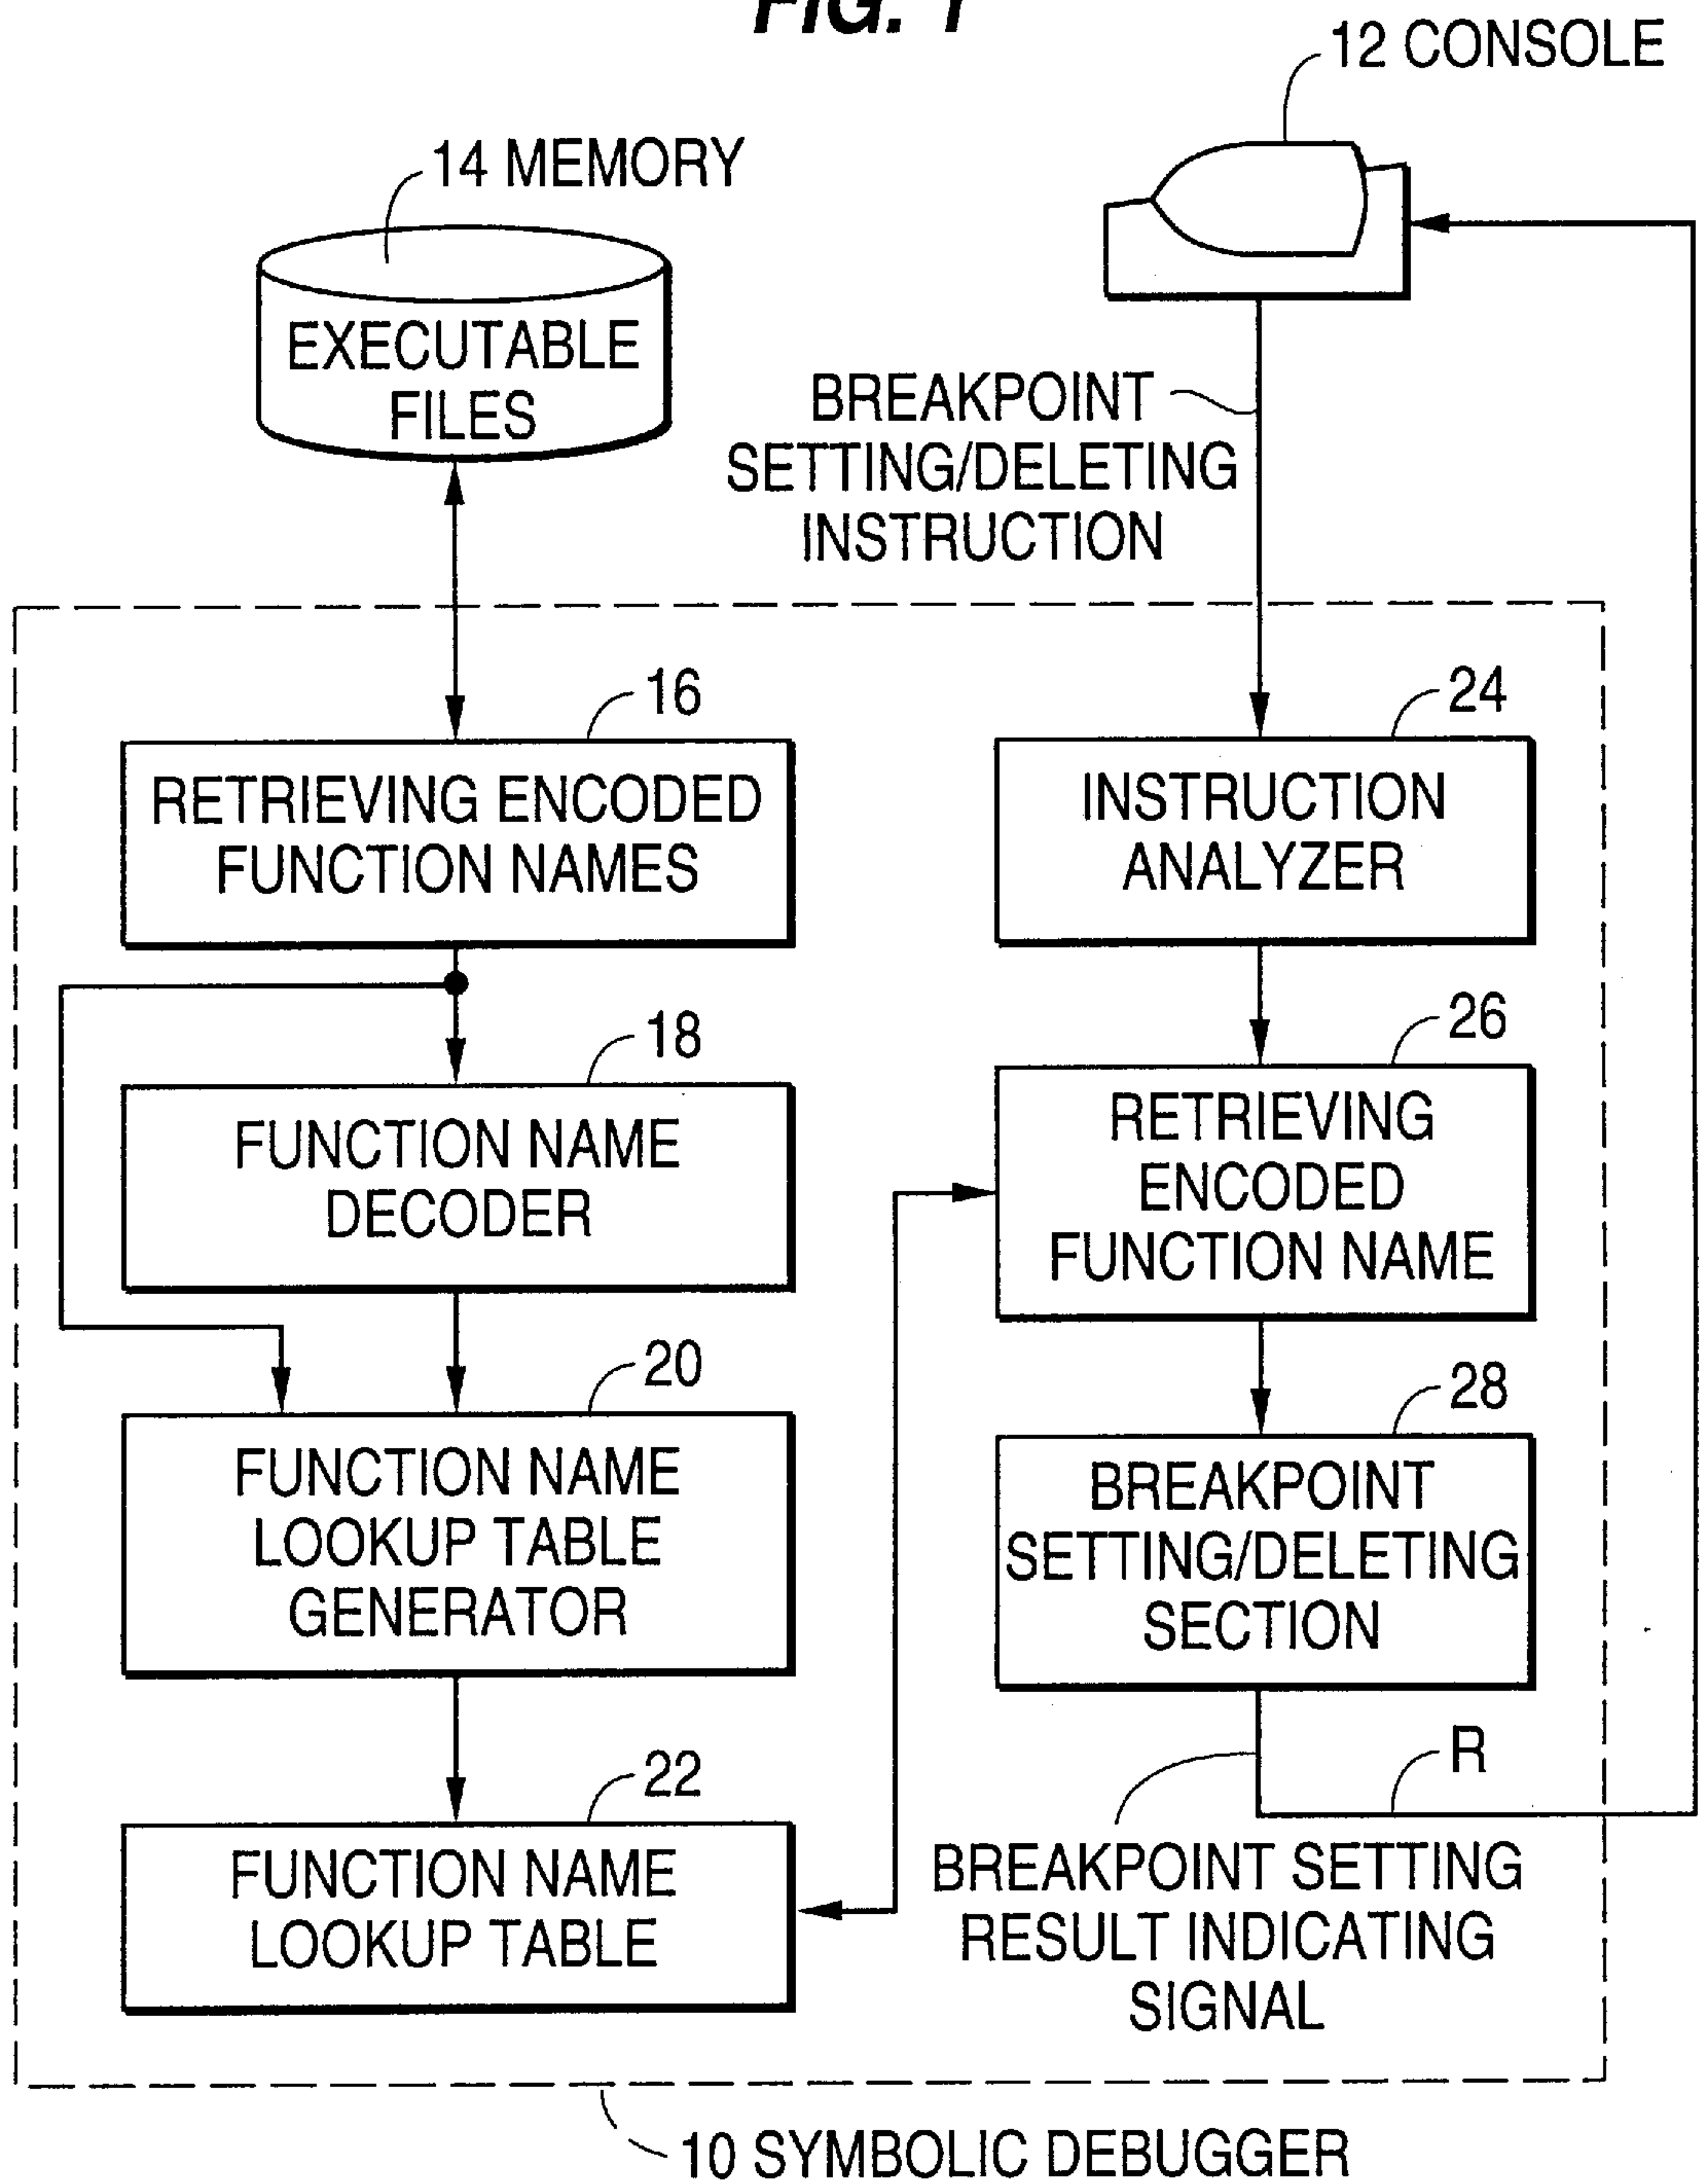 FIG. 1
12 CONSOLE
14 MEMORY
EXECUTABLE
FILES
BREAKPOINT
SETTING/DELETING
INSTRUCTION
16
RETRIEVING ENCODED
FUNCTION NAMES
24
INSTRUCTION
ANALYZER
18
FUNCTION NAME
DECODER
26
RETRIEVING
ENCODED
FUNCTION NAME
20
FUNCTION NAME
LOOKUP TABLE
GENERATOR
28
BREAKPOINT
SETTING/DELETING
SECTION
R
22
FUNCTION NAME
LOOKUP TABLE
BREAKPOINT SETTING
RESULT INDICATING
SIGNAL
10 SYMBOLIC DEBUGGER